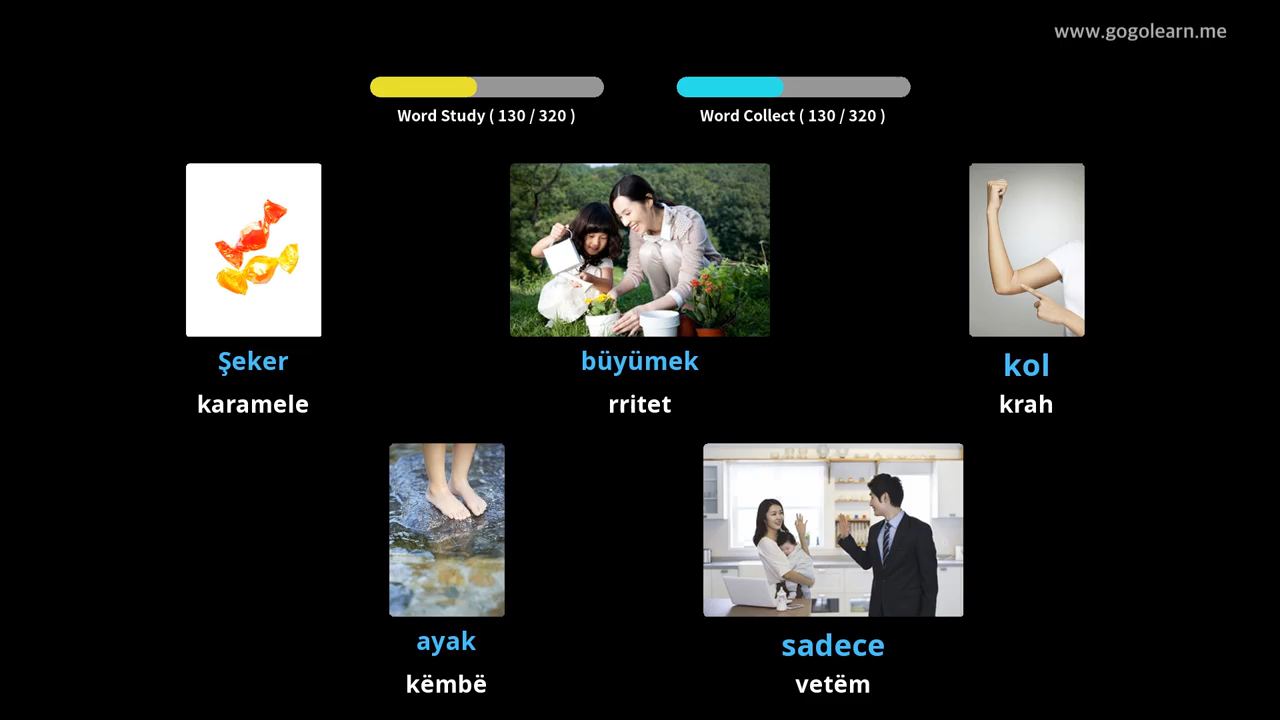 www.gogolearn.me
Word Study ( 130 / 320 )
Word Collect ( 130 / 320 )
Şeker
karamele
büyümek
rritet
kol
krah
ayak
këmbë
sadece
vetëm